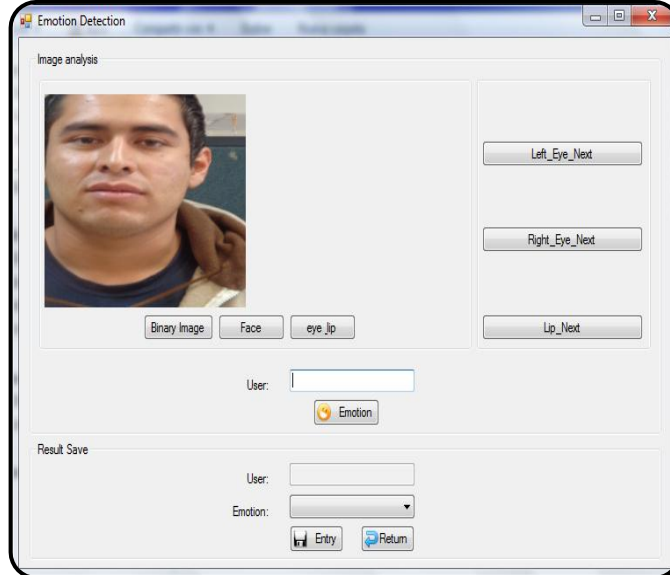 Emotion Detection
Image analysis
Left_Eye_Next
Right_Eye_Next
Binary Image Face eye_lip Lip_Next
User:
Emotion
Result Save
User:
Emotion:
Entry Return